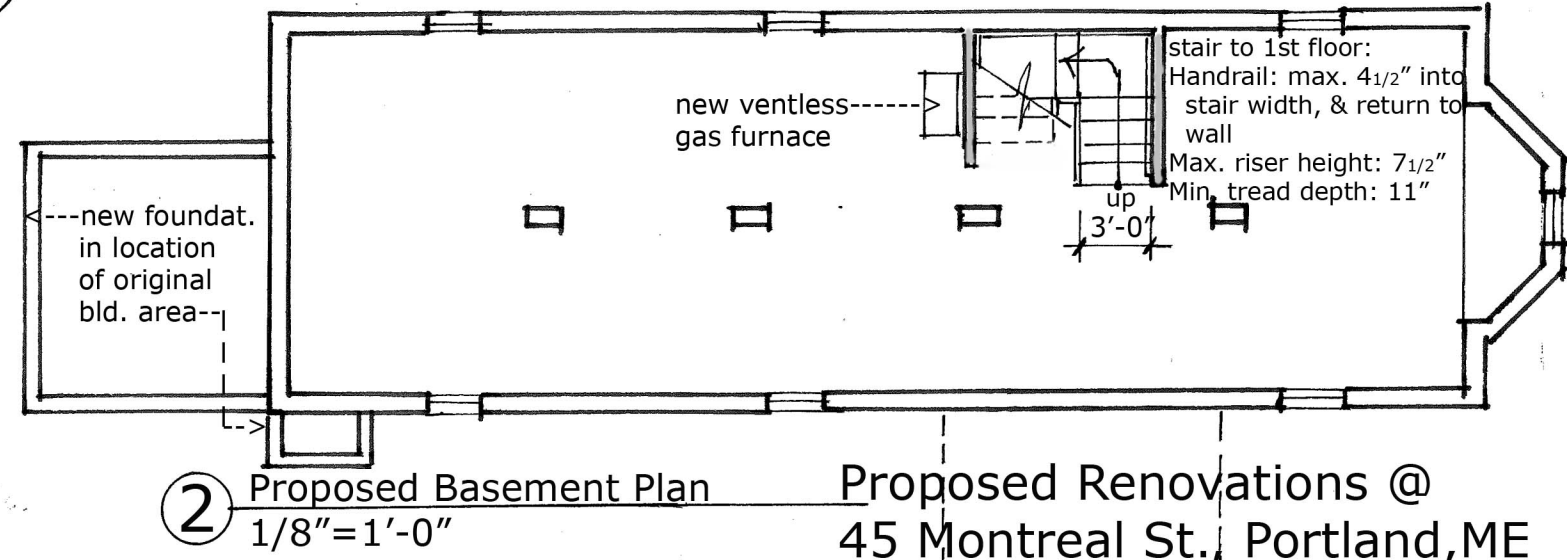 stair to 1st floor:
Handrail: max. 41/2” into
stair width, & return to
wall
Max. riser height: 71/2”
Min. tread depth: 11”
new ventless------>
gas furnace
up
3’-0”
<---new foundat.
in location
of original
bld. area--
-->
2
Proposed Basement Plan
1/8”=1’-0”
Proposed Renovations @
45 Montreal St., Portland,ME